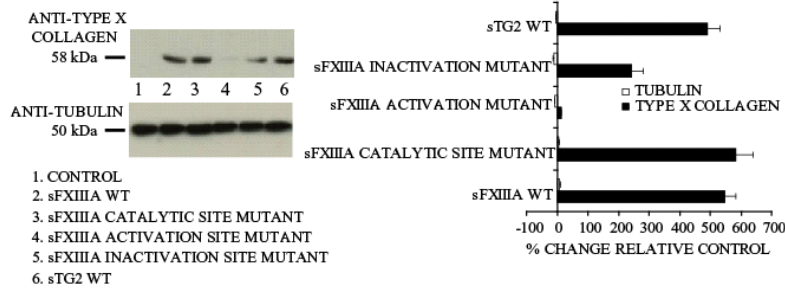 ANTI-TYPE X
COLLAGEN
58 kDa
1 2 3 4 5 6
ANTI-TUBULIN
50 kDa
1. CONTROL
2. sFXIIIA WT
3. sFXIIIA CATALYTIC SITE MUTANT
4. sFXIIIA ACTIVATION SITE MUTANT
5. sFXIIIA INACTIVATION SITE MUTANT
6. sTG2 WT
sTG2 WT
sFXIIIA INACTIVATION MUTANT
sFXIIIA ACTIVATION MUTANT
sFXIIIA CATALYTIC SITE MUTANT
sFXIIIA WT
TUBULIN
TYPE X COLLAGEN
-100 0 100 200 300 400 500 600 700
% CHANGE RELATIVE CONTROL